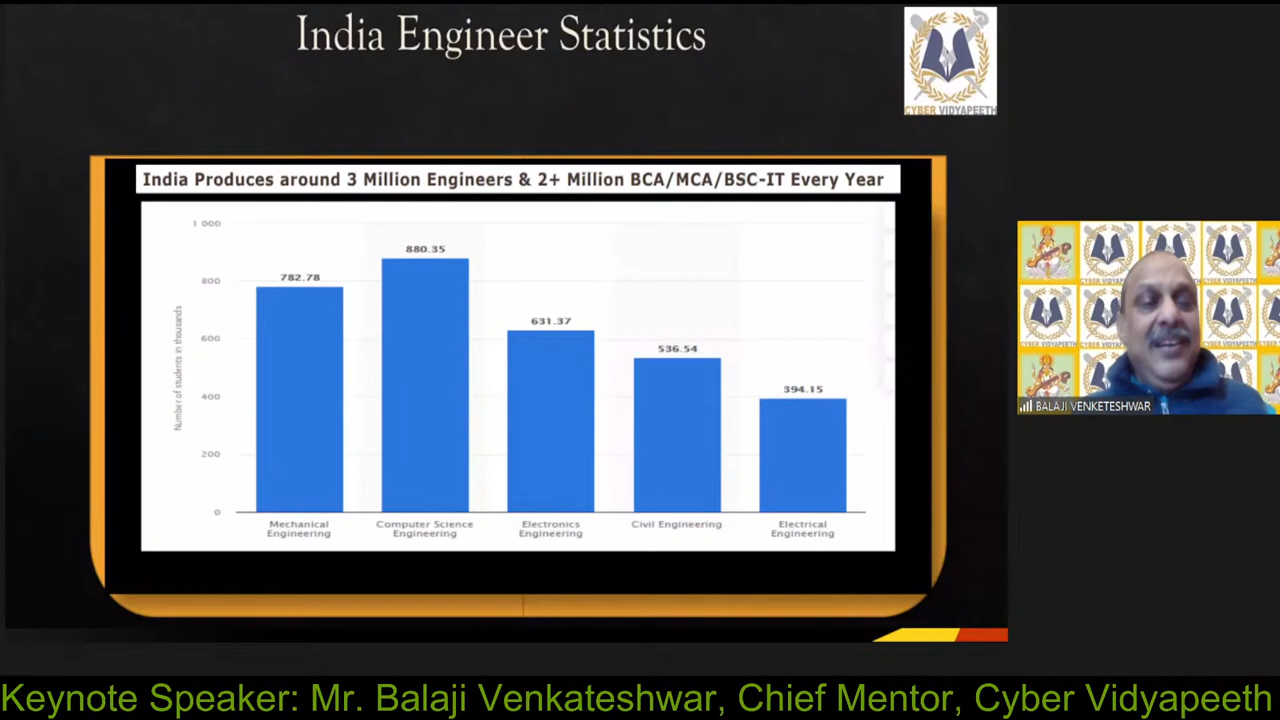 India Engineer Statistics
CYBER VIDYAPEETH
India Produces around 3 Million Engineers & 2+ Million BCA/MCA/BSC-IT Every Year
Number of students in thousands
1 000
800
600
400
200
0
782.78
880.35
631.37
536.54
394.15
Mechanical
Engineering
Computer Science
Engineering
Electronics
Engineering
Civil Engineering
Electrical
Engineering
BALAJI VENKETESHWAR
Keynote Speaker: Mr. Balaji Venkateshwar, Chief Mentor, Cyber Vidyapeeth